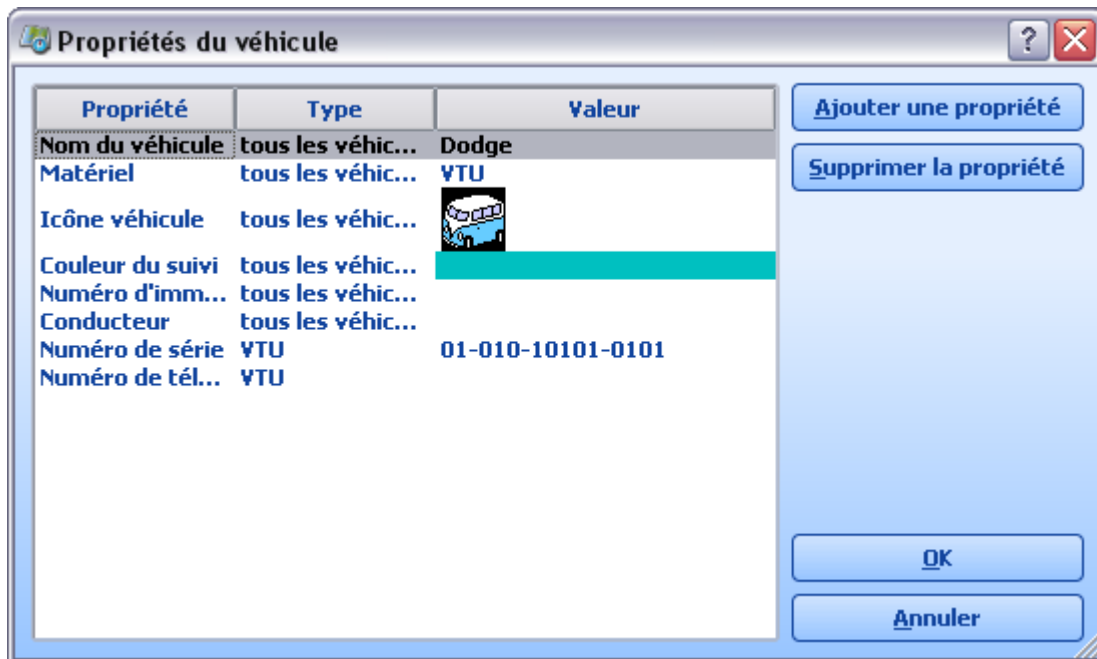 Propriétés du véhicule
Propriété Type Valeur
Nom du véhicule tous les véhic... Dodge
Matériel tous les véhic... VTU
Icône véhicule tous les véhic...
Couleur du suivi tous les véhic...
Numéro d'imm... tous les véhic...
Conducteur tous les véhic...
Numéro de série VTU 01-010-10101-0101
Numéro de tél... VTU
Ajouter une propriété
Supprimer la propriété
OK
Annuler